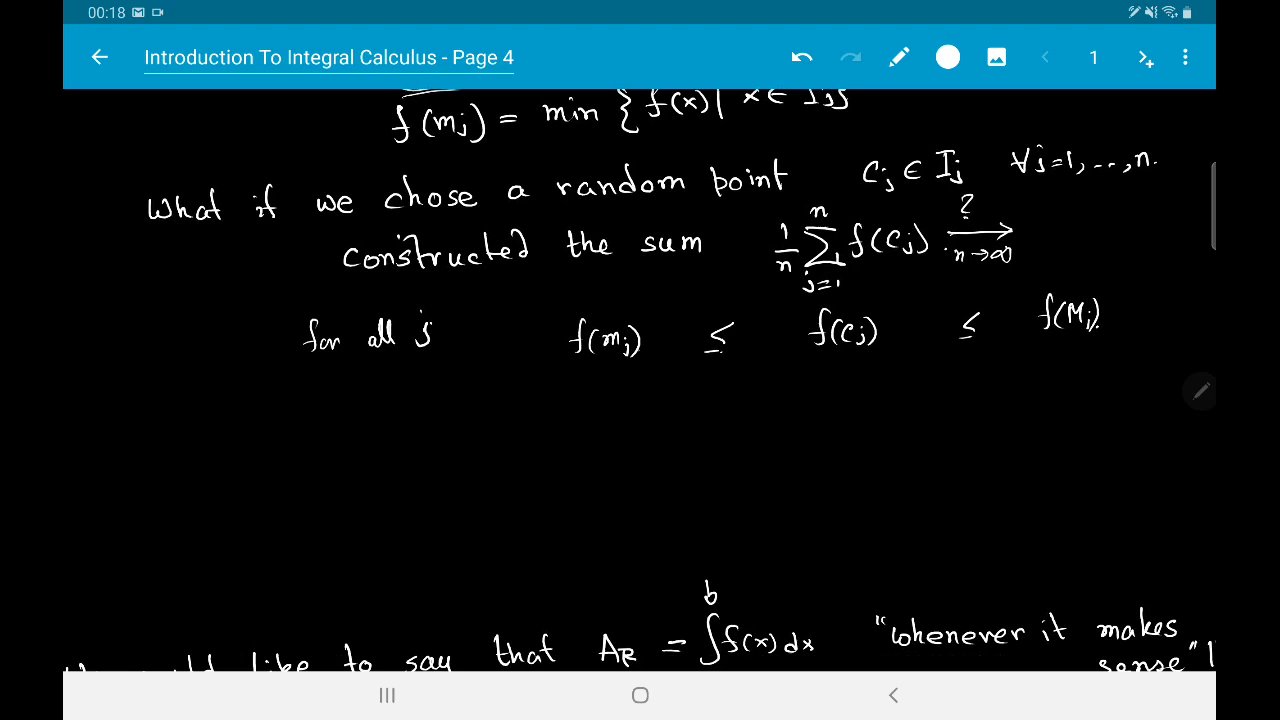 00:18
Introduction To Integral Calculus - Page 4
1
f(mj) = min { f(x) | x ∈ Ij }
What if we chose a random point cj ∈ Ij ∀j=1,...,n.
constructed the sum 1/n Σ_{j=1}^{n} f(cj) →^{?}_{n→∞}
for all j f(mj) ≤ f(cj) ≤ f(Mj)
like to say that A_R = ∫^b f(x) dx "whenever it makes
sense"